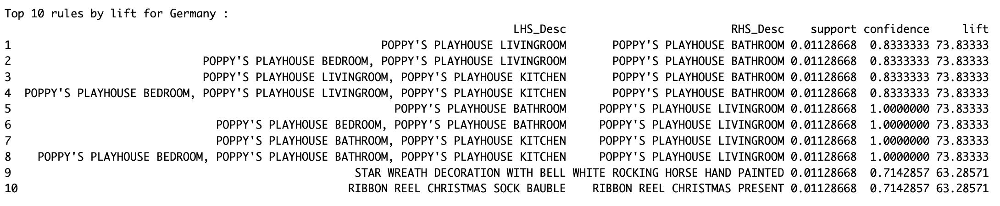 Top 10 rules by lift for Germany :
LHS_Desc RHS_Desc support confidence lift
1 POPPY'S PLAYHOUSE LIVINGROOM POPPY'S PLAYHOUSE BATHROOM 0.01128668 0.8333333 73.83333
2 POPPY'S PLAYHOUSE BEDROOM, POPPY'S PLAYHOUSE LIVINGROOM POPPY'S PLAYHOUSE BATHROOM 0.01128668 0.8333333 73.83333
3 POPPY'S PLAYHOUSE LIVINGROOM, POPPY'S PLAYHOUSE KITCHEN POPPY'S PLAYHOUSE BATHROOM 0.01128668 0.8333333 73.83333
4 POPPY'S PLAYHOUSE BEDROOM, POPPY'S PLAYHOUSE LIVINGROOM, POPPY'S PLAYHOUSE KITCHEN POPPY'S PLAYHOUSE BATHROOM 0.01128668 0.8333333 73.83333
5 POPPY'S PLAYHOUSE BATHROOM POPPY'S PLAYHOUSE LIVINGROOM 0.01128668 1.0000000 73.83333
6 POPPY'S PLAYHOUSE BEDROOM, POPPY'S PLAYHOUSE BATHROOM POPPY'S PLAYHOUSE LIVINGROOM 0.01128668 1.0000000 73.83333
7 POPPY'S PLAYHOUSE BATHROOM, POPPY'S PLAYHOUSE KITCHEN POPPY'S PLAYHOUSE LIVINGROOM 0.01128668 1.0000000 73.83333
8 POPPY'S PLAYHOUSE BEDROOM, POPPY'S PLAYHOUSE BATHROOM, POPPY'S PLAYHOUSE KITCHEN POPPY'S PLAYHOUSE LIVINGROOM 0.01128668 1.0000000 73.83333
9 STAR WREATH DECORATION WITH BELL WHITE ROCKING HORSE HAND PAINTED 0.01128668 0.7142857 63.28571
10 RIBBON REEL CHRISTMAS SOCK BAUBLE RIBBON REEL CHRISTMAS PRESENT 0.01128668 0.7142857 63.28571